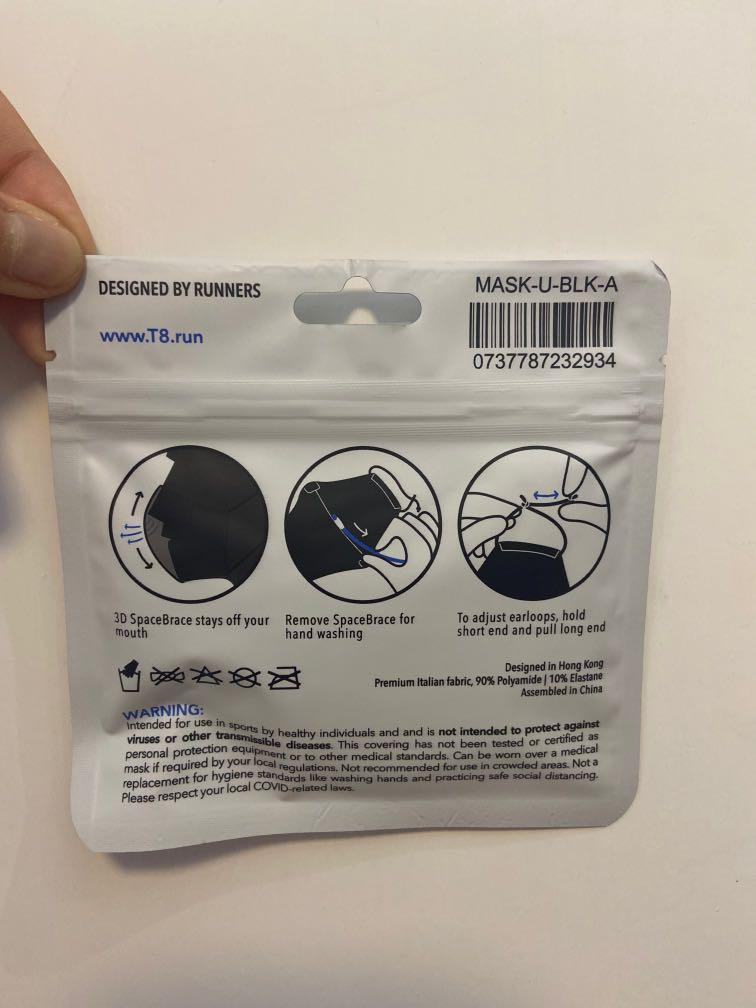 DESIGNED BY RUNNERS
www.T8.run
MASK-U-BLK-A
0737787232934
3D SpaceBrace stays off your
mouth
Remove SpaceBrace for
hand washing
To adjust earloops, hold
short end and pull long end
Designed in Hong Kong
Premium Italian fabric, 90% Polyamide | 10% Elastane
Assembled in China
WARNING:
Intended for use in sports by healthy individuals and and is not intended to protect against
viruses or other transmissible diseases. This covering has not been tested or certified as
personal protection equipment or to other medical standards. Can be worn over a medical
mask if required by your local regulations. Not recommended for use in crowded areas. Not a
replacement for hygiene standards like washing hands and practicing safe social distancing.
Please respect your local COVID-related laws.